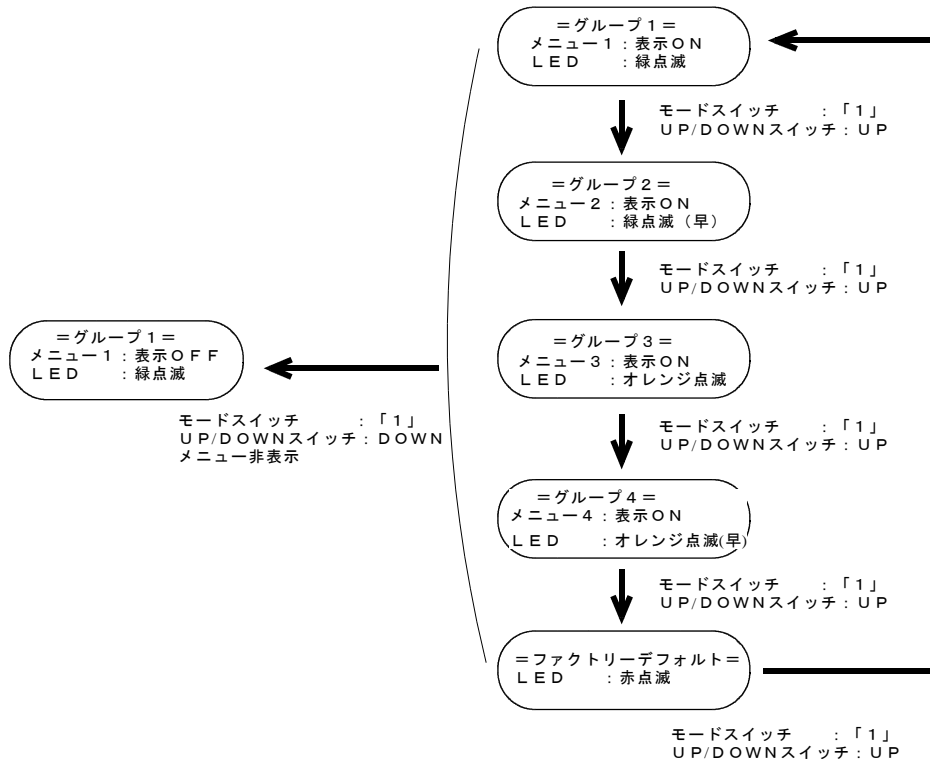 ＝グループ１＝
メニュー１：表示ＯＮ
ＬＥＤ　　：緑点滅
モードスイッチ　　：「１」
ＵＰ/ＤＯＷＮスイッチ：ＵＰ
＝グループ２＝
メニュー２：表示ＯＮ
ＬＥＤ　　：緑点滅（早）
モードスイッチ　　：「１」
ＵＰ/ＤＯＷＮスイッチ：ＵＰ
＝グループ３＝
メニュー３：表示ＯＮ
ＬＥＤ　　：オレンジ点滅
＝グループ１＝
メニュー１：表示ＯＦＦ
ＬＥＤ　　：緑点滅
モードスイッチ　　：「１」
ＵＰ/ＤＯＷＮスイッチ：ＤＯＷＮ
メニュー非表示
モードスイッチ　　：「１」
ＵＰ/ＤＯＷＮスイッチ：ＵＰ
＝グループ４＝
メニュー４：表示ＯＮ
ＬＥＤ　　：オレンジ点滅(早)
モードスイッチ　　：「１」
ＵＰ/ＤＯＷＮスイッチ：ＵＰ
＝ファクトリーデフォルト＝
ＬＥＤ　　：赤点滅
モードスイッチ　　：「１」
ＵＰ/ＤＯＷＮスイッチ：ＵＰ